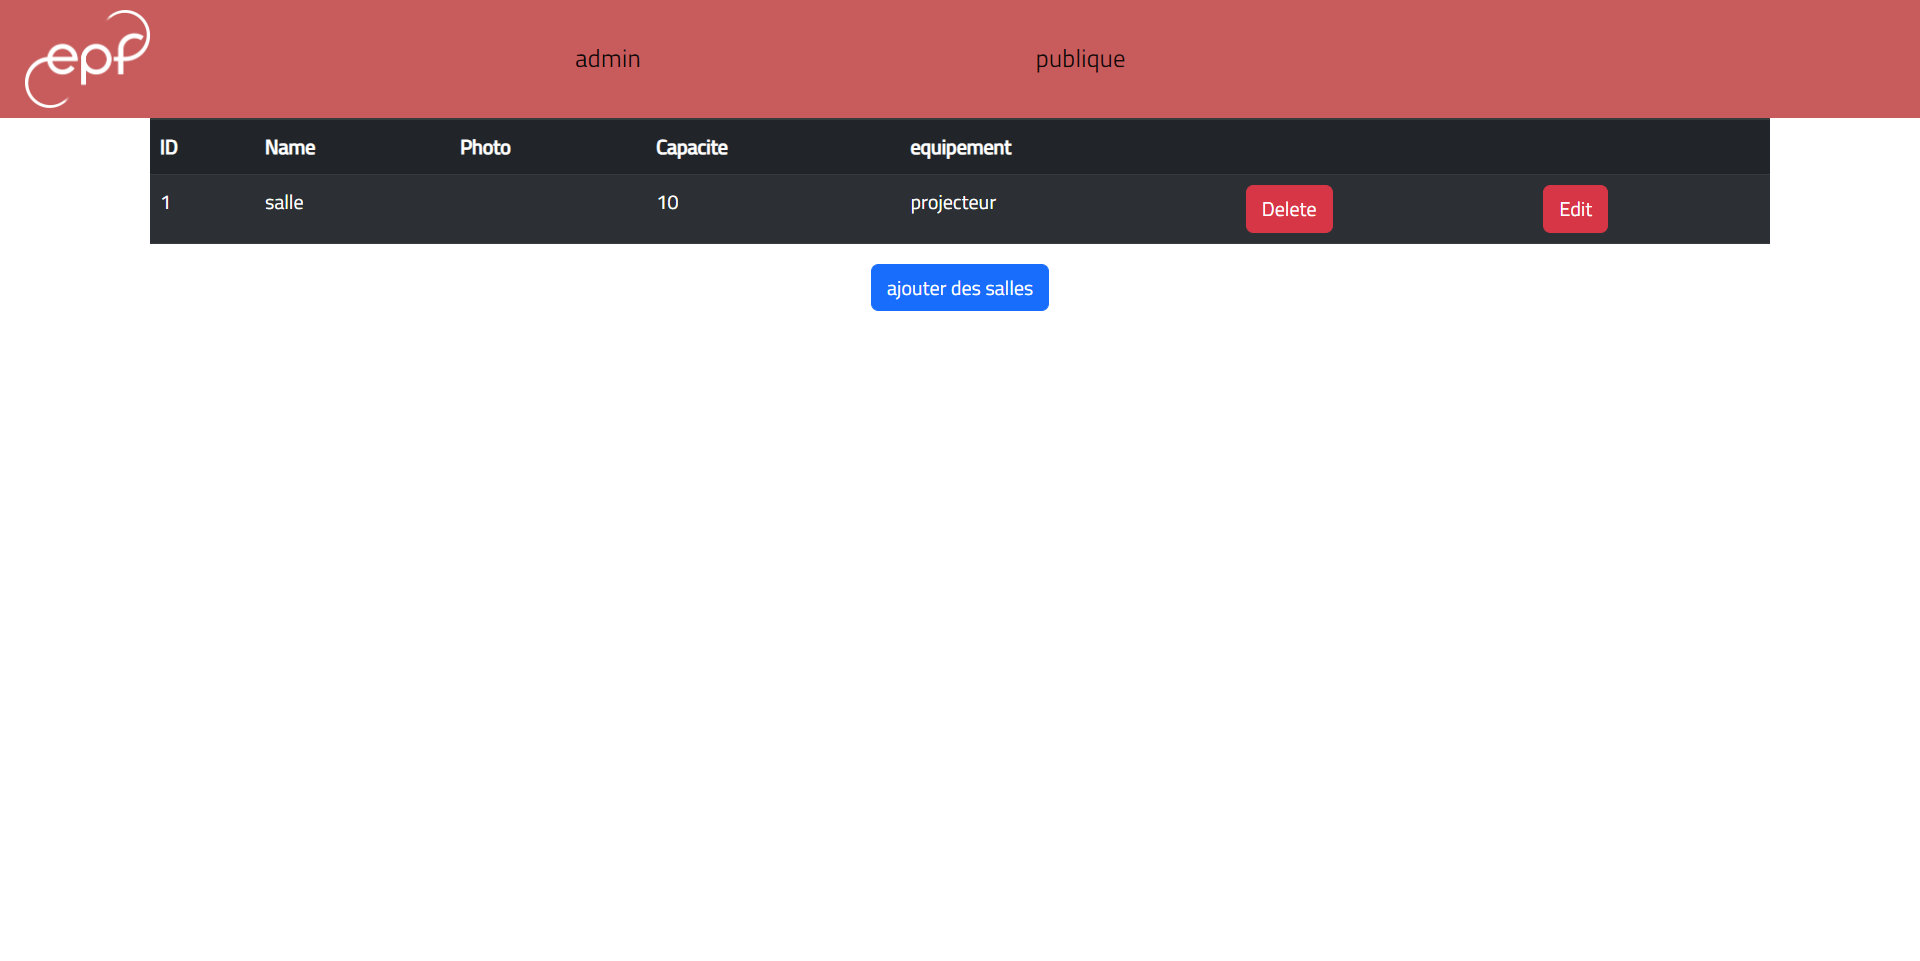 epf admin publique
ID Name Photo Capacite equipement
1 salle 10 projecteur Delete Edit
ajouter des salles